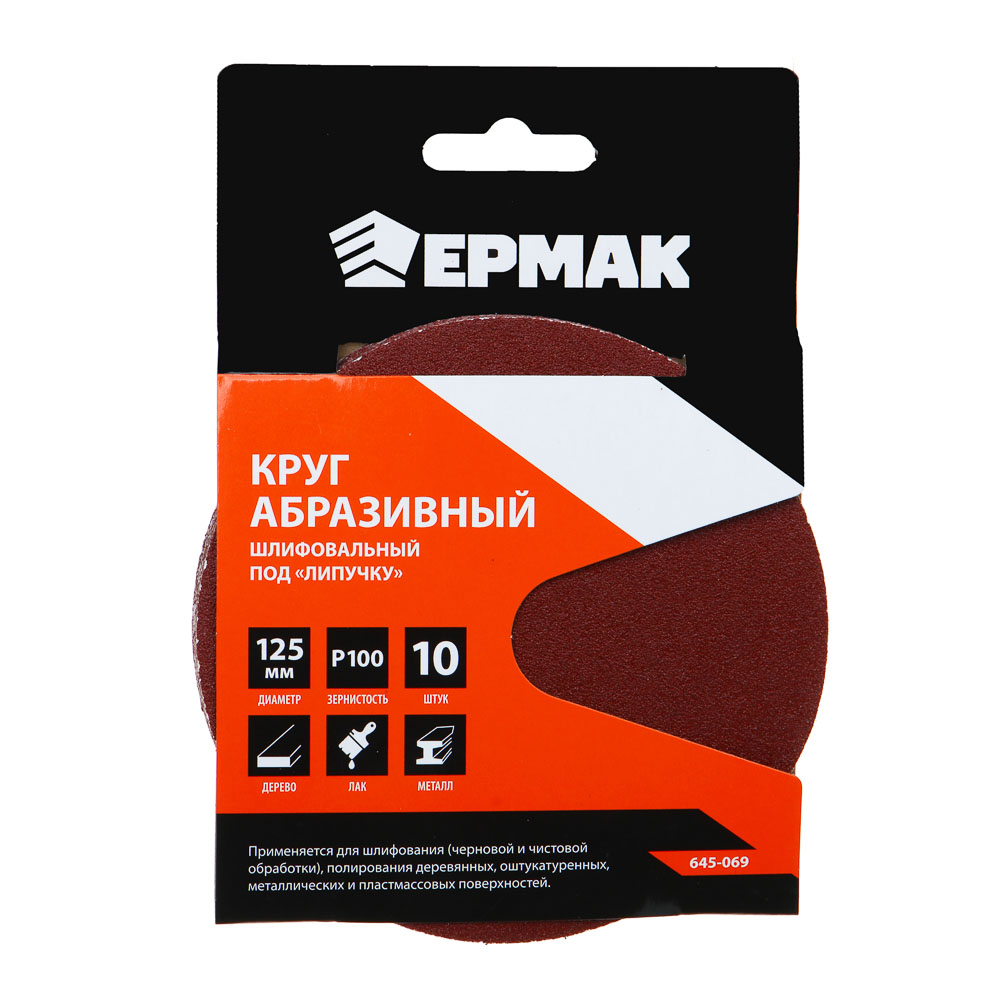 ЕРМАК
КРУГ
АБРАЗИВНЫЙ
ШЛИФОВАЛЬНЫЙ
ПОД «ЛИПУЧКУ»
125
ММ
ДИАМЕТР
P100
ЗЕРНИСТОСТЬ
10
ШТУК
ДЕРЕВО
ЛАК
МЕТАЛЛ
Применяется для шлифования (черновой и чистовой
обработки), полирования деревянных, оштукатуренных,
металлических и пластмассовых поверхностей.
645-069